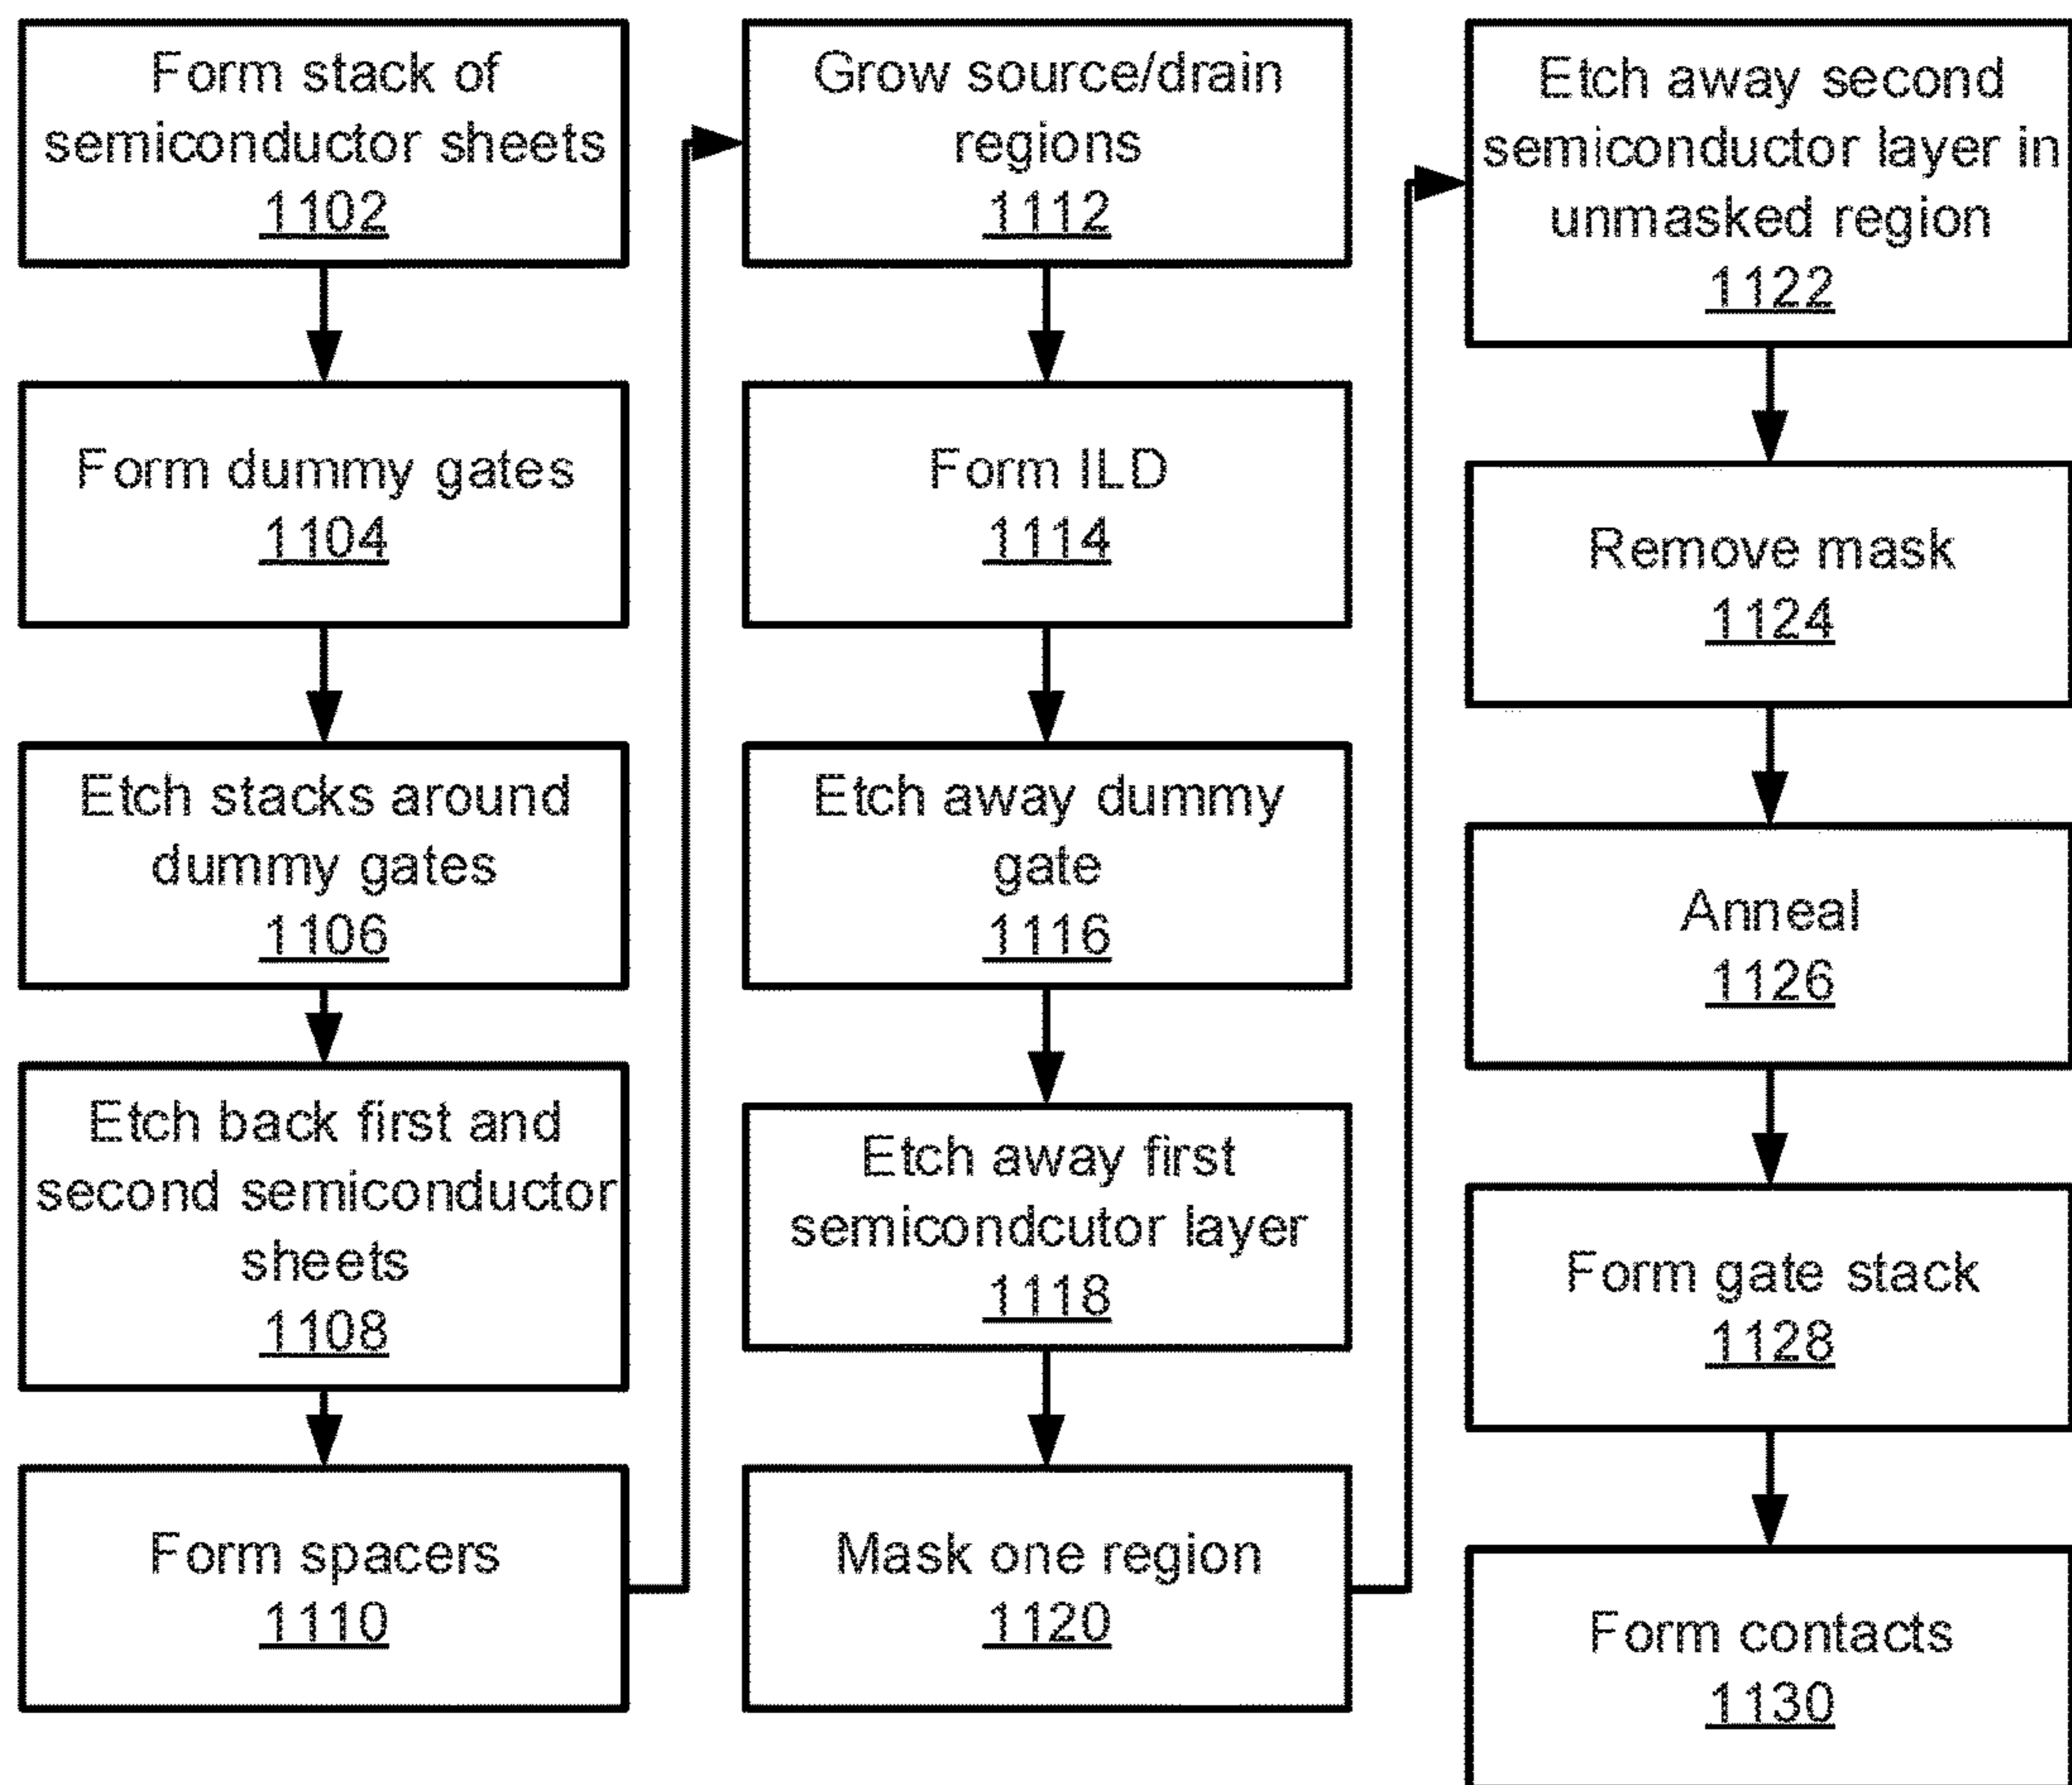 Form stack of
semiconductor sheets
1102
Form dummy gates
1104
Etch stacks around
dummy gates
1106
Etch back first and
second semiconductor
sheets
1108
Form spacers
1110
Grow source/drain
regions
1112
Form ILD
1114
Etch away dummy
gate
1116
Etch away first
semicondcutor layer
1118
Mask one region
1120
Etch away second
semiconductor layer in
unmasked region
1122
Remove mask
1124
Anneal
1126
Form gate stack
1128
Form contacts
1130